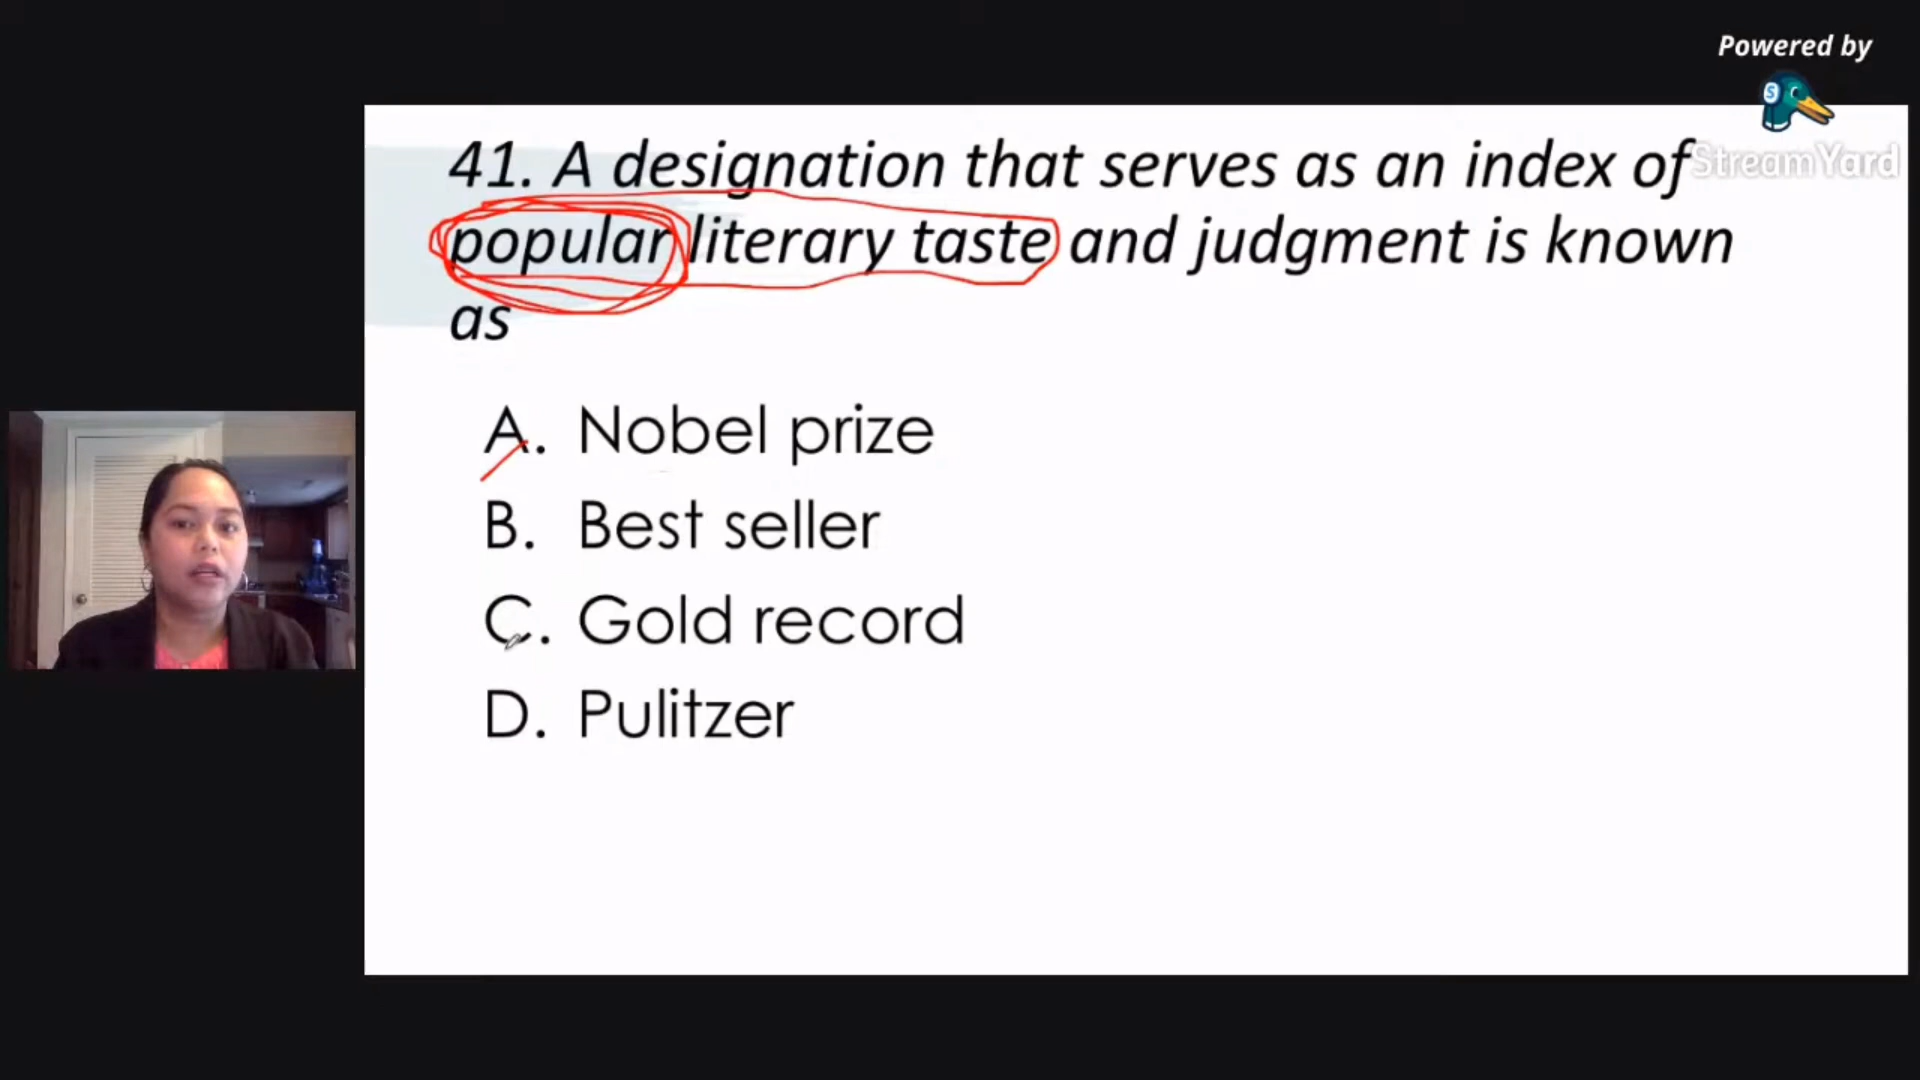 Powered by
StreamYard
41. A designation that serves as an index of
popular literary taste and judgment is known
as
A. Nobel prize
B. Best seller
C. Gold record
D. Pulitzer